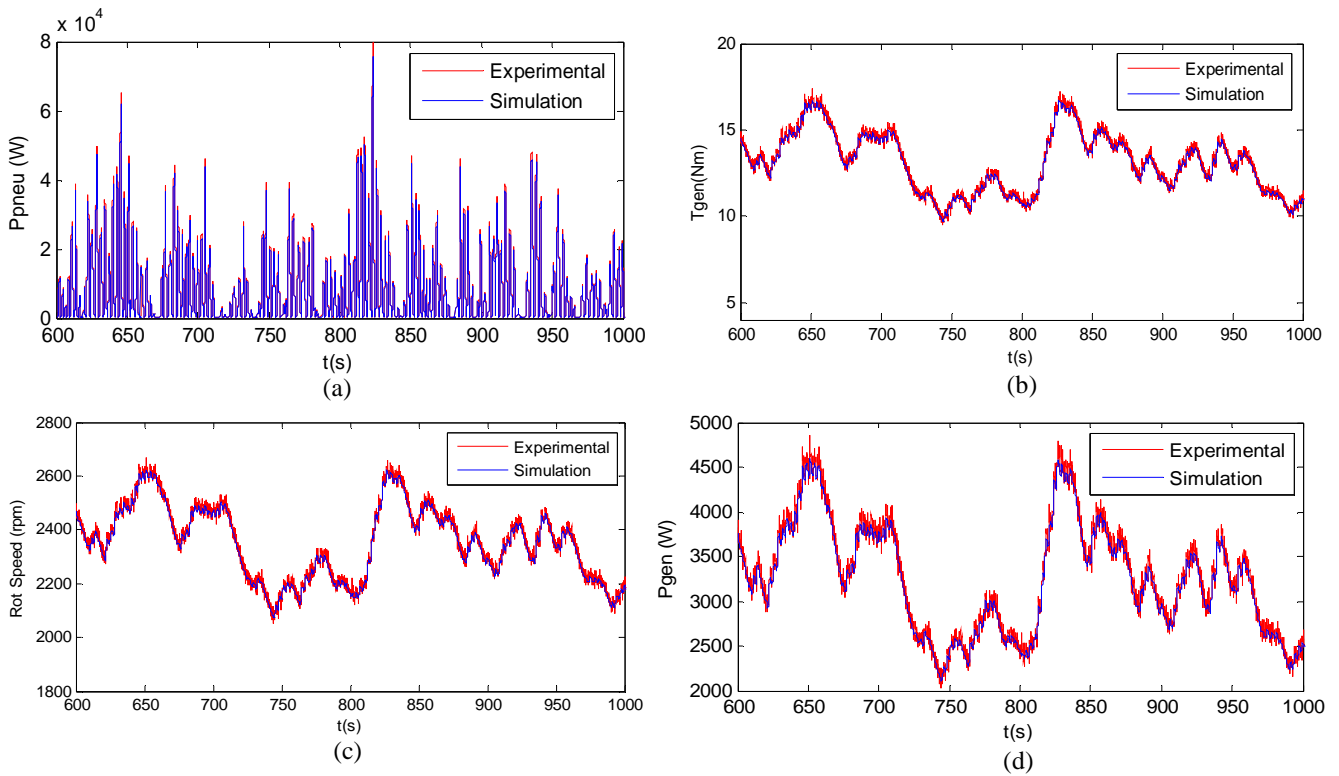 x 10⁴
8
6
4
2
0
Ppneu (W)
Experimental
Simulation
600 650 700 750 800 850 900 950 1000
t(s)
(a)
20
15
10
5
Tgen(Nm)
Experimental
Simulation
600 650 700 750 800 850 900 950 1000
t(s)
(b)
2800
2600
2400
2200
2000
1800
Rot Speed (rpm)
Experimental
Simulation
600 650 700 750 800 850 900 950 1000
t(s)
(c)
5000
4500
4000
3500
3000
2500
2000
Pgen (W)
Experimental
Simulation
600 650 700 750 800 850 900 950 1000
t(s)
(d)